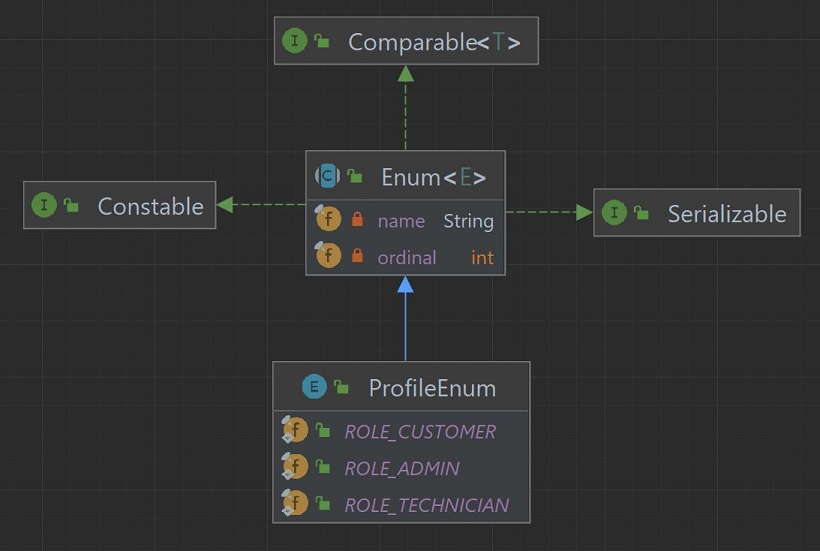 I Comparable<T>
C Enum<E>
f name String
f ordinal int
I Constable
I Serializable
E ProfileEnum
f ROLE_CUSTOMER
f ROLE_ADMIN
f ROLE_TECHNICIAN